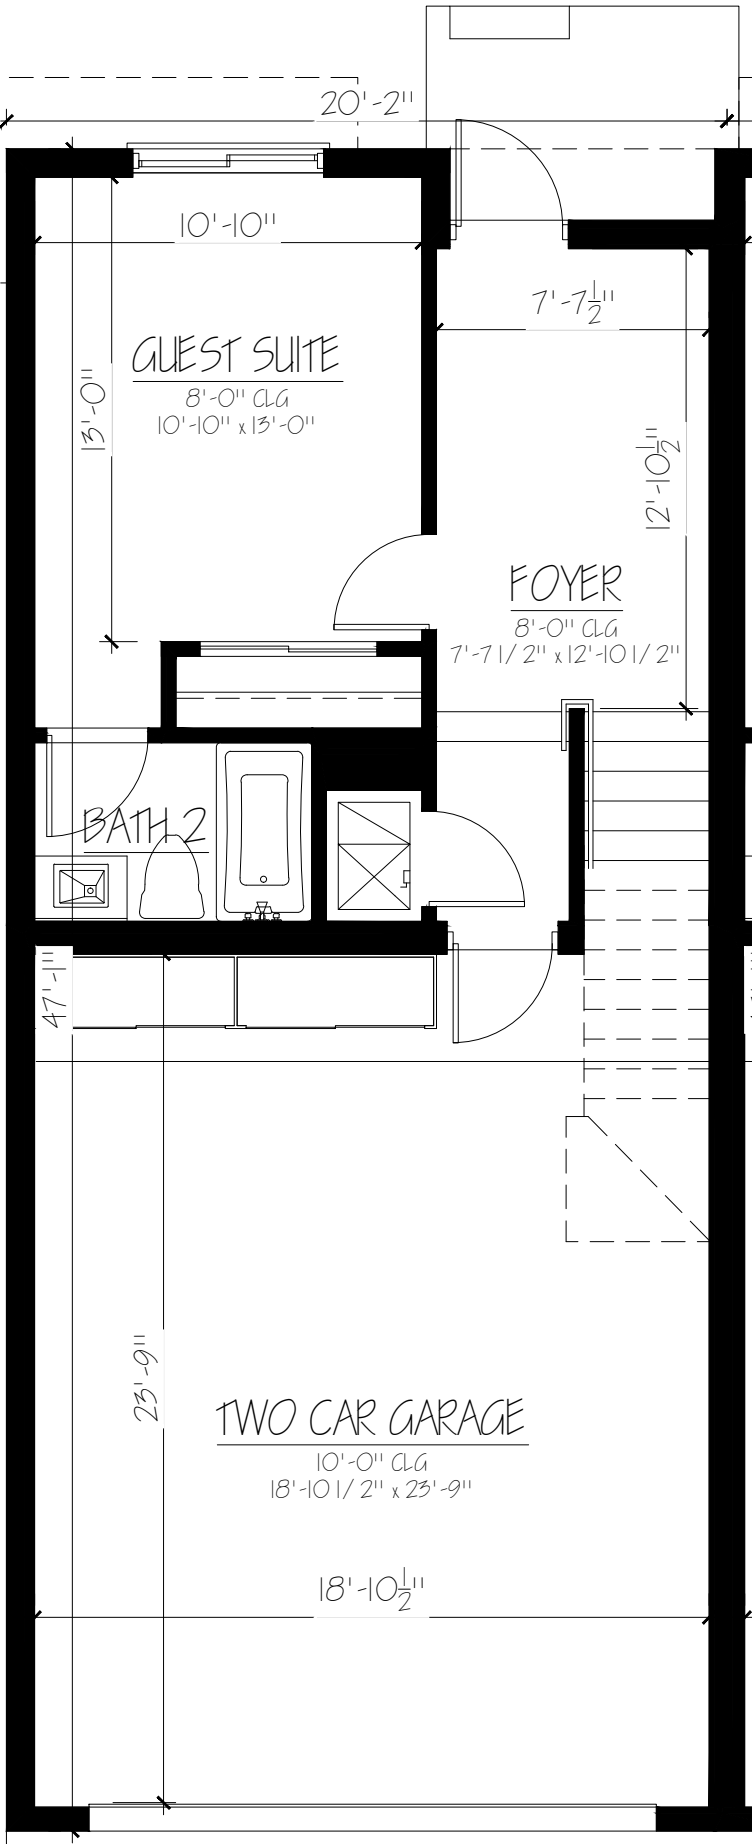 20'-2"
10'-10"
7'-7 1/2"
GUEST SUITE
8'-0" CLG
10'-10" x 13'-0"
13'-0"
12'-10 1/2"
FOYER
8'-0" CLG
7'-7 1/2" x 12'-10 1/2"
BATH 2
47'-1"
23'-9"
TWO CAR GARAGE
10'-0" CLG
18'-10 1/2" x 23'-9"
18'-10 1/2"